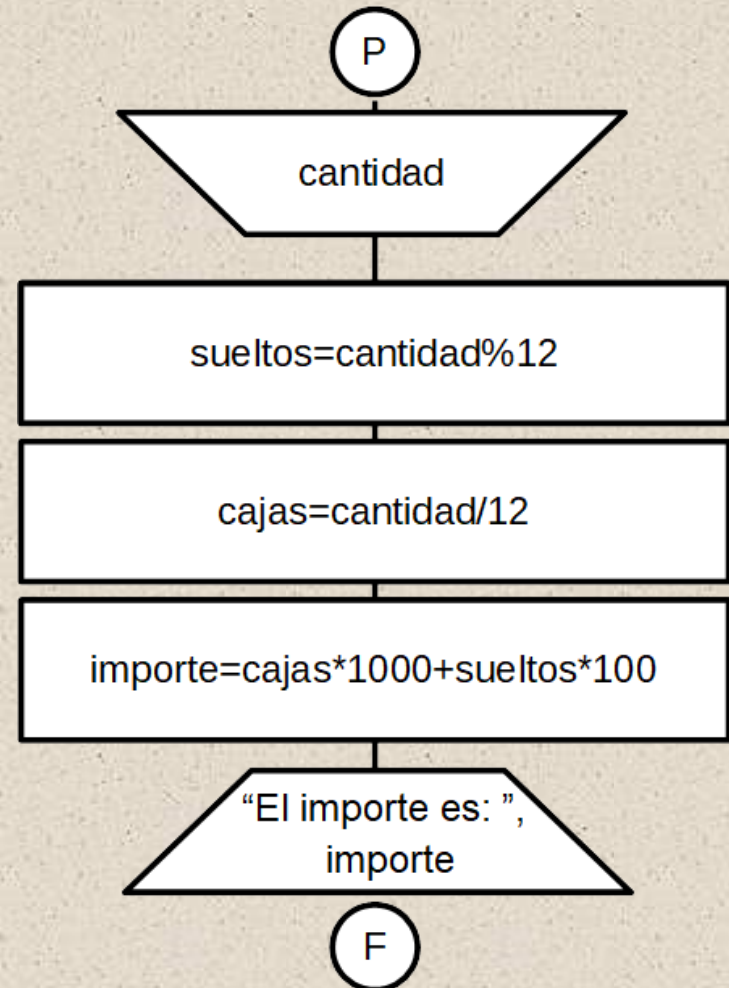 P
cantidad
sueltos=cantidad%12
cajas=cantidad/12
importe=cajas*1000+sueltos*100
“El importe es: ”,
importe
F